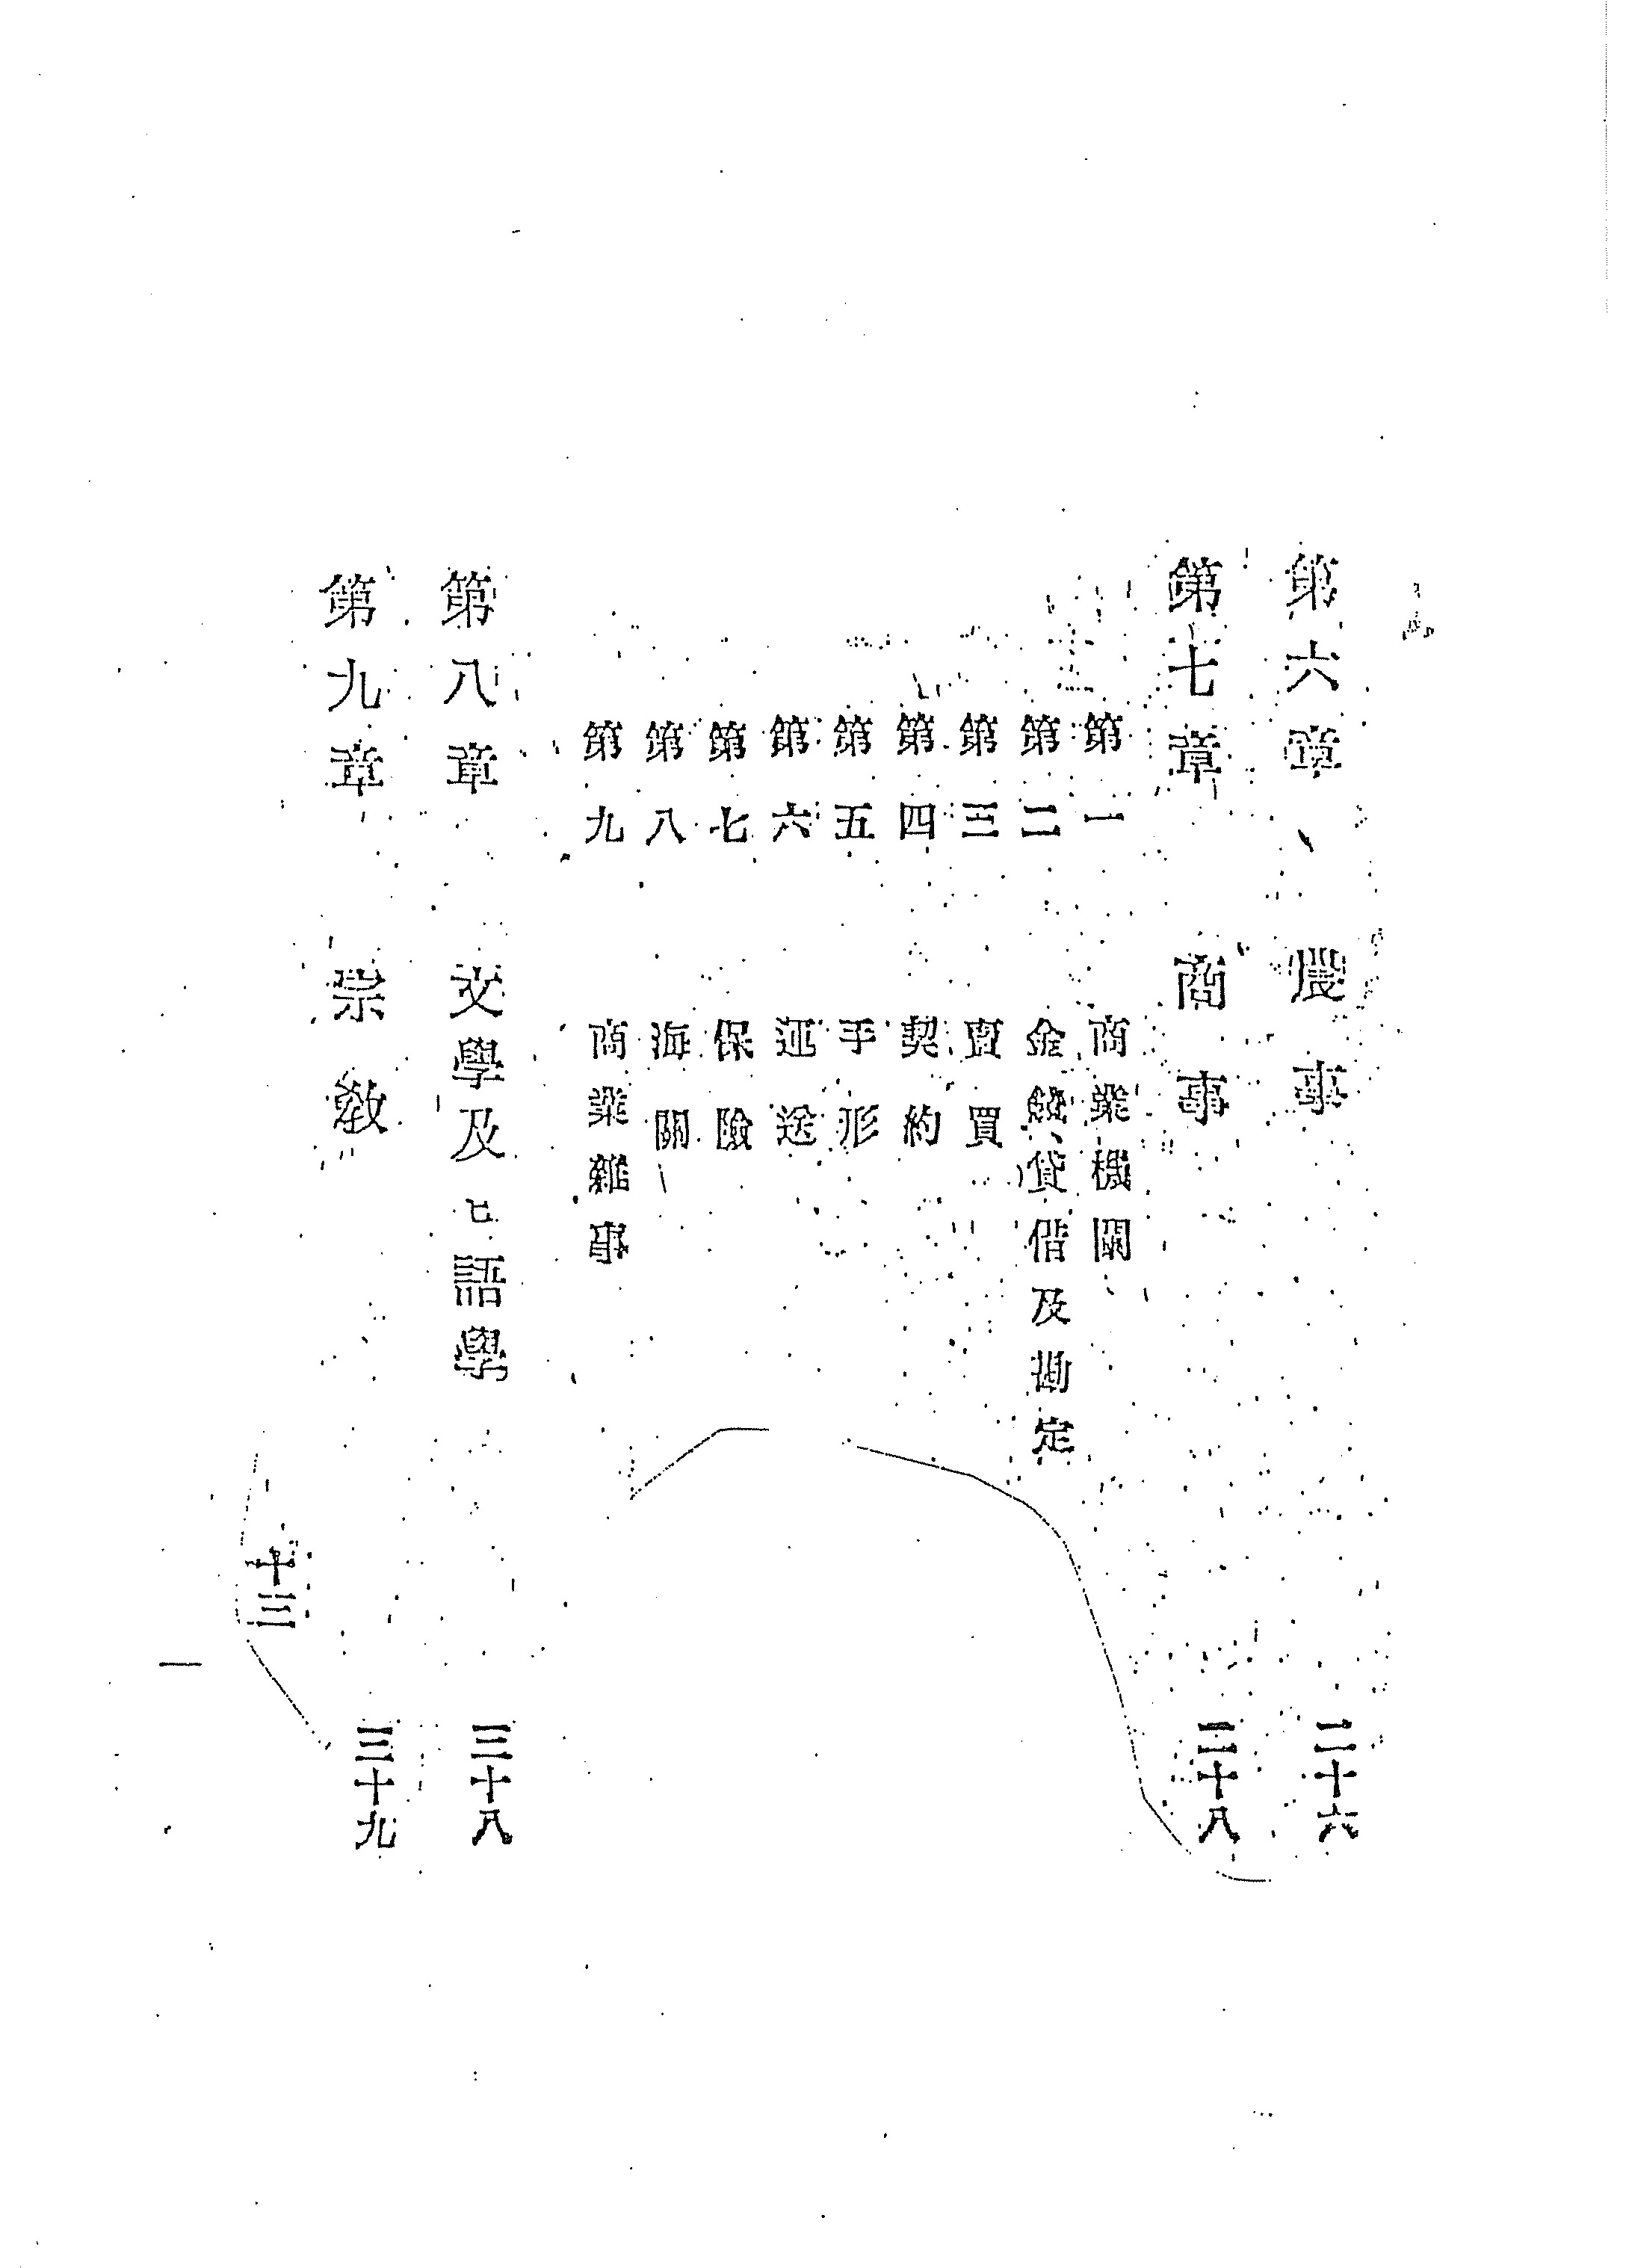 第六章 農事 二十六
第七章 商事 二十八
第一 商業機關
第二 金錢貸借及勘定
第三 賣買
第四 契約
第五 手形
第六 運送
第七 保險
第八 海關
第九 商業雜事
第八章 文學及ヒ語學 三十八
第九章 宗教 三十九
十三